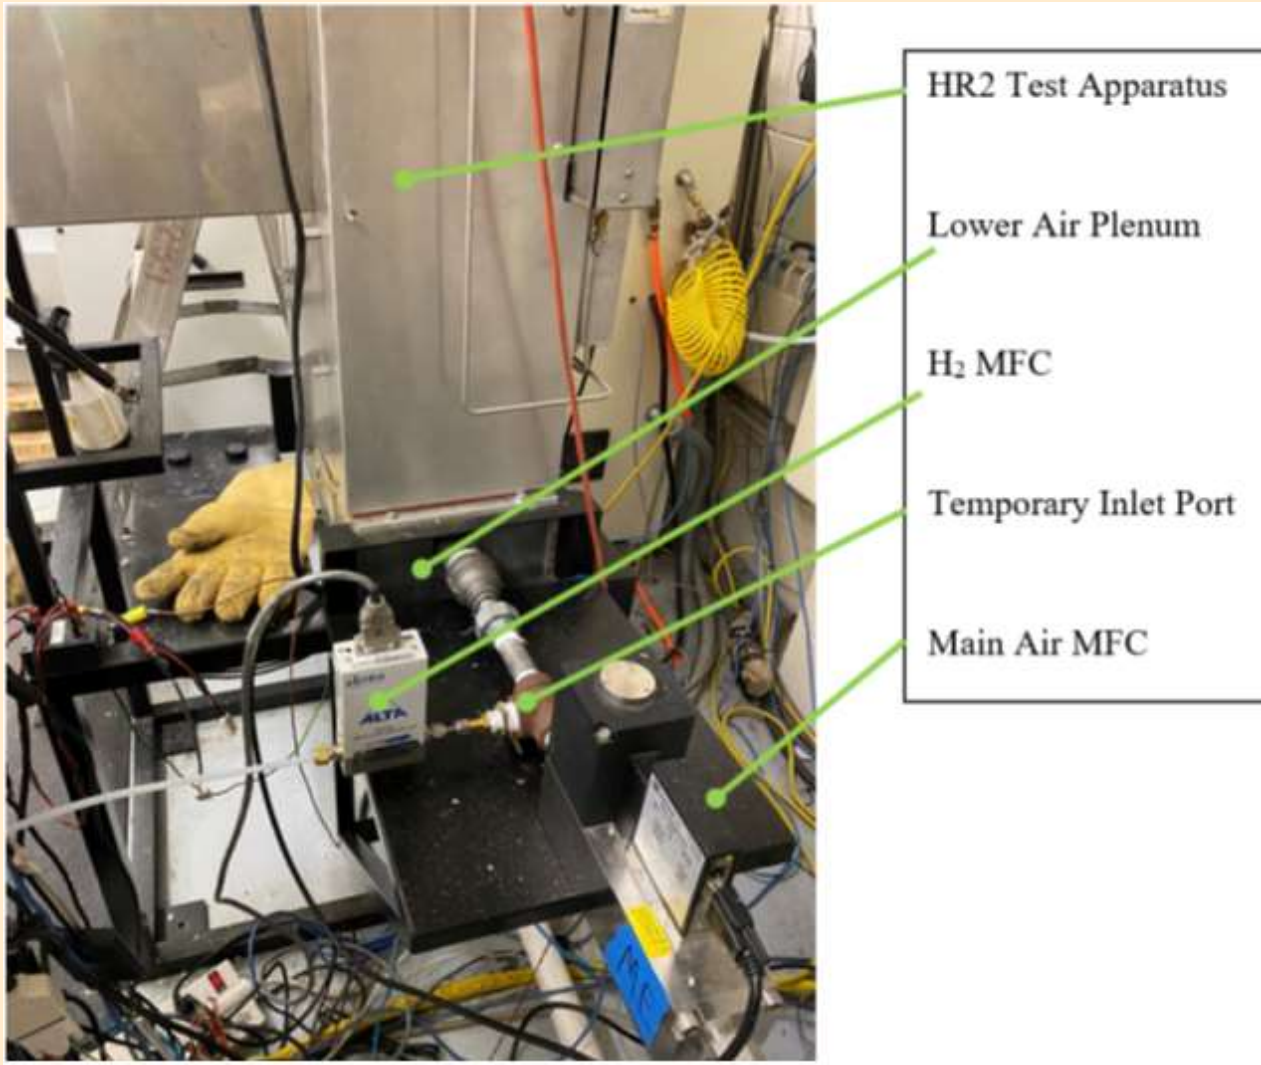 HR2 Test Apparatus
Lower Air Plenum
H₂ MFC
Temporary Inlet Port
Main Air MFC
ALTA